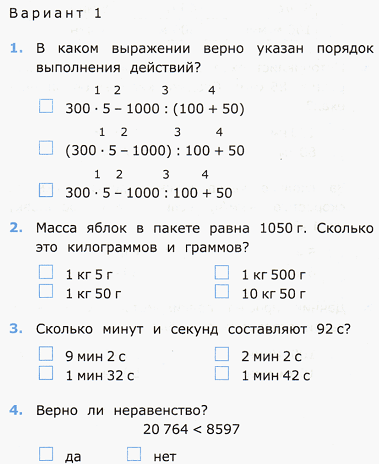 Вариант 1
1. В каком выражении верно указан порядок
выполнения действий?
1 2 3 4
300 · 5 – 1000 : (100 + 50)
1 2 3 4
(300 · 5 – 1000) : 100 + 50
1 2 3 4
300 · 5 – 1000 : 100 + 50
2. Масса яблок в пакете равна 1050 г. Сколько
это килограммов и граммов?
1 кг 5 г 1 кг 500 г
1 кг 50 г 10 кг 50 г
3. Сколько минут и секунд составляют 92 с?
9 мин 2 с 2 мин 2 с
1 мин 32 с 1 мин 42 с
4. Верно ли неравенство?
20 764 < 8597
да нет